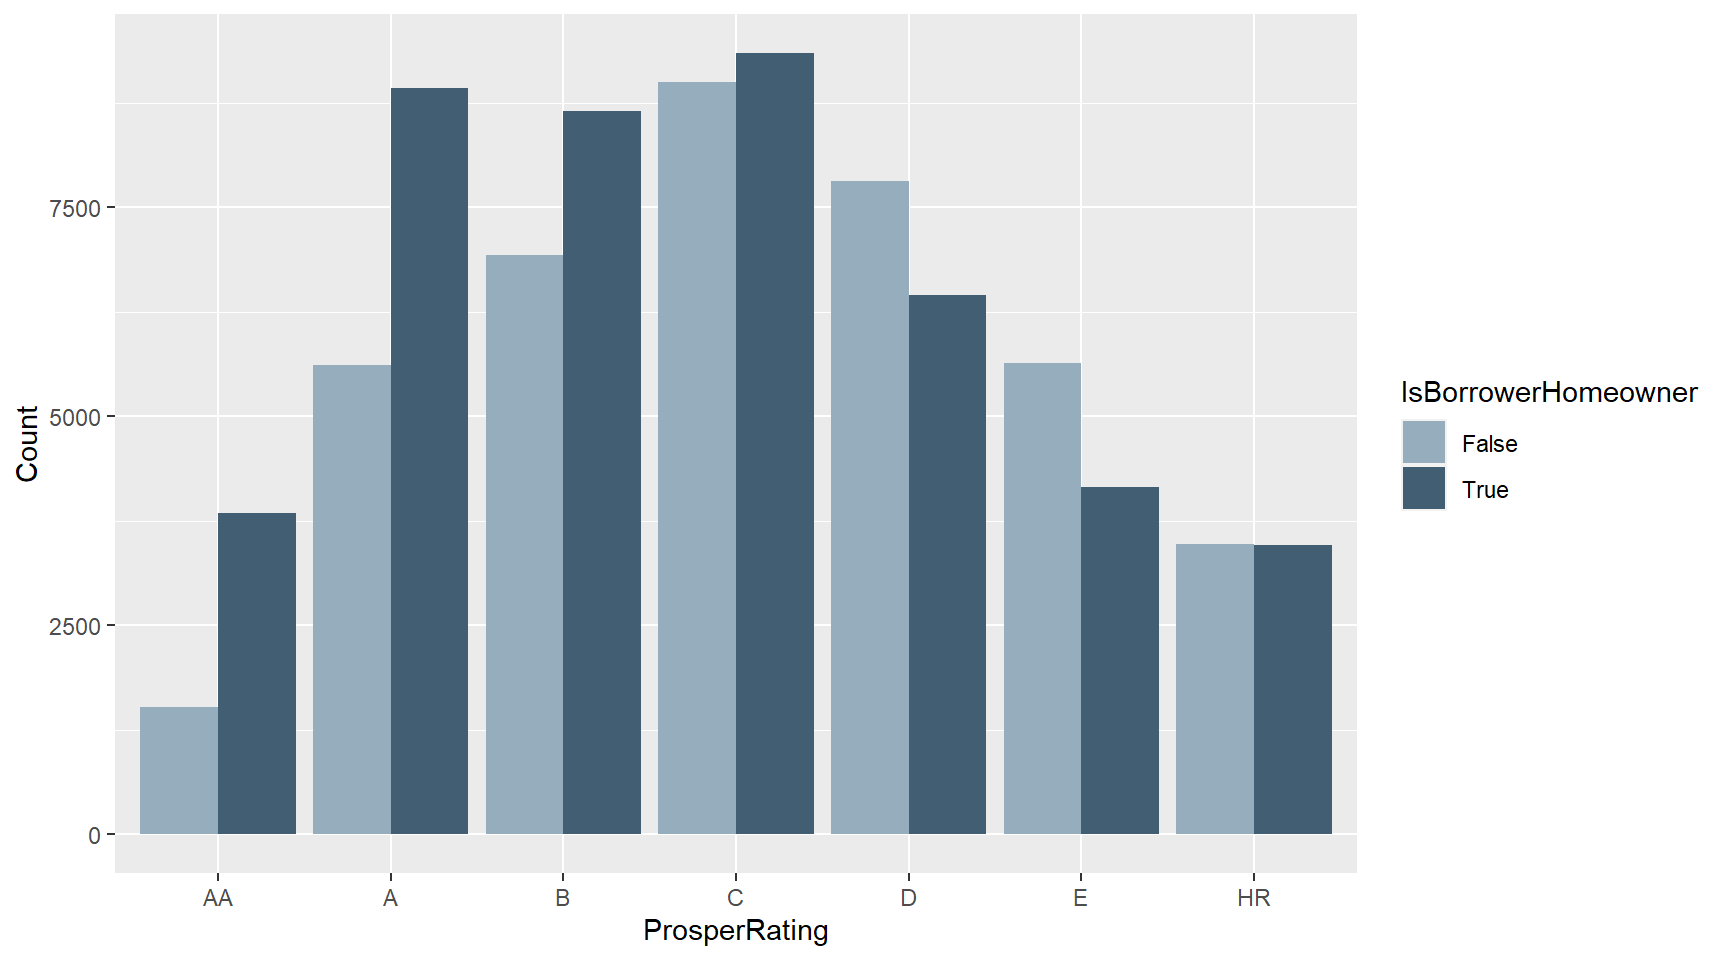 Count
7500
5000
2500
0
AA A B C D E HR
ProsperRating
IsBorrowerHomeowner
False
True